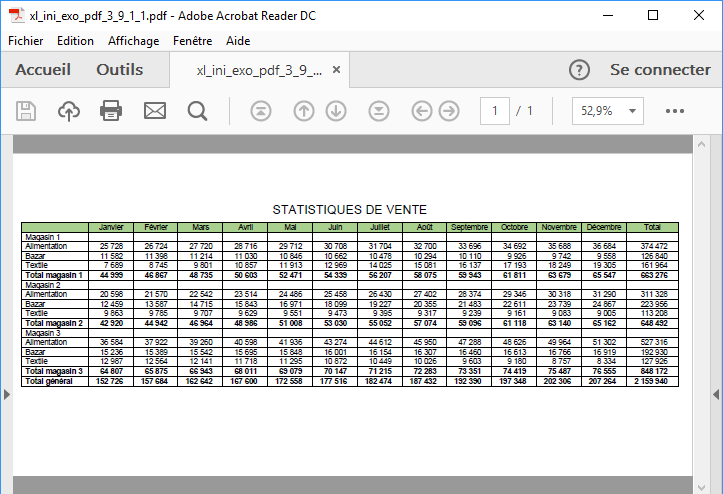 xl_ini_exo_pdf_3_9_1_1.pdf - Adobe Acrobat Reader DC
Fichier Edition Affichage Fenêtre Aide
Accueil Outils xl_ini_exo_pdf_3_9_... × ? Se connecter
1 / 1 52,9%
STATISTIQUES DE VENTE
Janvier Février Mars Avril Mai Juin Juillet Août Septembre Octobre Novembre Décembre Total
Magasin 1
Alimentation 25 728 26 724 27 720 28 716 29 712 30 708 31 704 32 700 33 696 34 692 35 688 36 684 374 472
Bazar 11 582 11 398 11 214 11 030 10 846 10 662 10 478 10 294 10 110 9 926 9 742 9 558 126 840
Textile 7 689 8 745 9 801 10 857 11 913 12 969 14 025 15 081 16 137 17 193 18 249 19 305 161 964
Total magasin 1 44 999 46 867 48 735 50 603 52 471 54 339 56 207 58 075 59 943 61 811 63 679 65 547 663 276
Magasin 2
Alimentation 20 598 21 570 22 542 23 514 24 486 25 458 26 430 27 402 28 374 29 346 30 318 31 290 311 328
Bazar 12 459 13 587 14 715 15 843 16 971 18 099 19 227 20 355 21 483 22 611 23 739 24 867 223 956
Textile 9 863 9 785 9 707 9 629 9 551 9 473 9 395 9 317 9 239 9 161 9 083 9 005 113 208
Total magasin 2 42 920 44 942 46 964 48 986 51 008 53 030 55 052 57 074 59 096 61 118 63 140 65 162 648 492
Magasin 3
Alimentation 36 584 37 922 39 260 40 598 41 936 43 274 44 612 45 950 47 288 48 626 49 964 51 302 527 316
Bazar 15 236 15 389 15 542 15 695 15 848 16 001 16 154 16 307 16 460 16 613 16 766 16 919 192 930
Textile 12 987 12 564 12 141 11 718 11 295 10 872 10 449 10 026 9 603 9 180 8 757 8 334 127 926
Total magasin 3 64 807 65 875 66 943 68 011 69 079 70 147 71 215 72 283 73 351 74 419 75 487 76 555 848 172
Total général 152 726 157 684 162 642 167 600 172 558 177 516 182 474 187 432 192 390 197 348 202 306 207 264 2 159 940